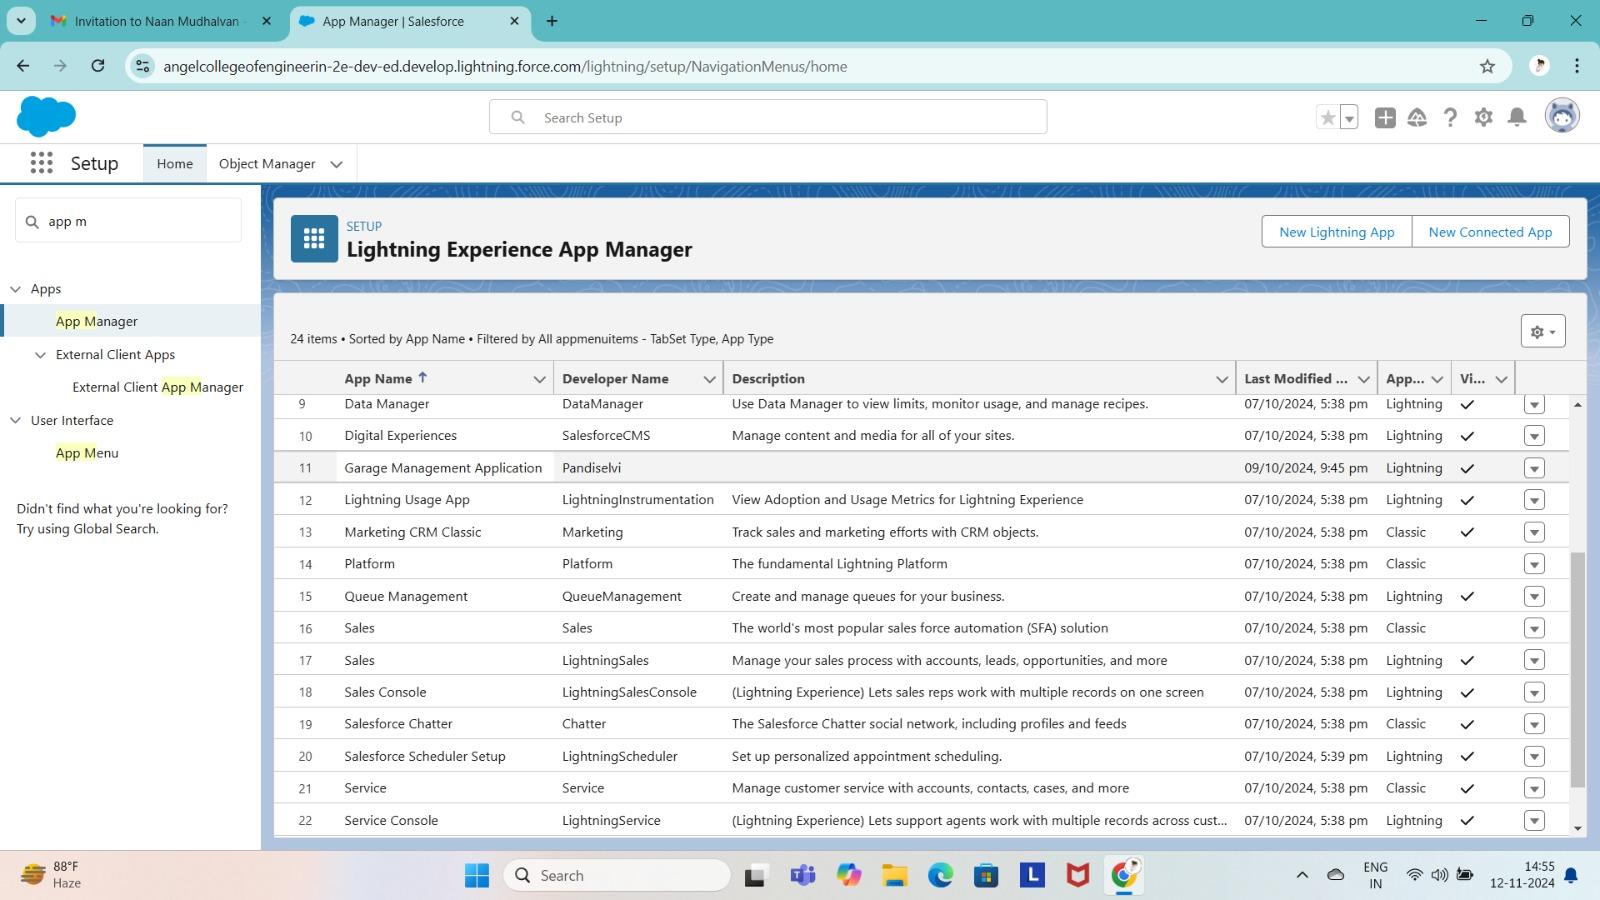 Invitation to Naan Mudhalvan
App Manager | Salesforce
angelcollegeofengineerin-2e-dev-ed.develop.lightning.force.com/lightning/setup/NavigationMenus/home
Search Setup
Setup
Home
Object Manager
app m
Apps
App Manager
External Client Apps
External Client App Manager
User Interface
App Menu
Didn't find what you're looking for?
Try using Global Search.
SETUP
Lightning Experience App Manager
New Lightning App
New Connected App
24 items • Sorted by App Name • Filtered by All appmenuitems - TabSet Type, App Type
App Name ↑ Developer Name Description Last Modified ... App... Vi...
9 Data Manager DataManager Use Data Manager to view limits, monitor usage, and manage recipes. 07/10/2024, 5:38 pm Lightning
10 Digital Experiences SalesforceCMS Manage content and media for all of your sites. 07/10/2024, 5:38 pm Lightning
11 Garage Management Application Pandiselvi 09/10/2024, 9:45 pm Lightning
12 Lightning Usage App LightningInstrumentation View Adoption and Usage Metrics for Lightning Experience 07/10/2024, 5:38 pm Lightning
13 Marketing CRM Classic Marketing Track sales and marketing efforts with CRM objects. 07/10/2024, 5:38 pm Classic
14 Platform Platform The fundamental Lightning Platform 07/10/2024, 5:38 pm Classic
15 Queue Management QueueManagement Create and manage queues for your business. 07/10/2024, 5:38 pm Lightning
16 Sales Sales The world's most popular sales force automation (SFA) solution 07/10/2024, 5:38 pm Classic
17 Sales LightningSales Manage your sales process with accounts, leads, opportunities, and more 07/10/2024, 5:38 pm Lightning
18 Sales Console LightningSalesConsole (Lightning Experience) Lets sales reps work with multiple records on one screen 07/10/2024, 5:38 pm Lightning
19 Salesforce Chatter Chatter The Salesforce Chatter social network, including profiles and feeds 07/10/2024, 5:38 pm Classic
20 Salesforce Scheduler Setup LightningScheduler Set up personalized appointment scheduling. 07/10/2024, 5:39 pm Lightning
21 Service Service Manage customer service with accounts, contacts, cases, and more 07/10/2024, 5:38 pm Classic
22 Service Console LightningService (Lightning Experience) Lets support agents work with multiple records across cust... 07/10/2024, 5:38 pm Lightning
88°F
Haze
Search
L
ENG
IN
14:55
12-11-2024